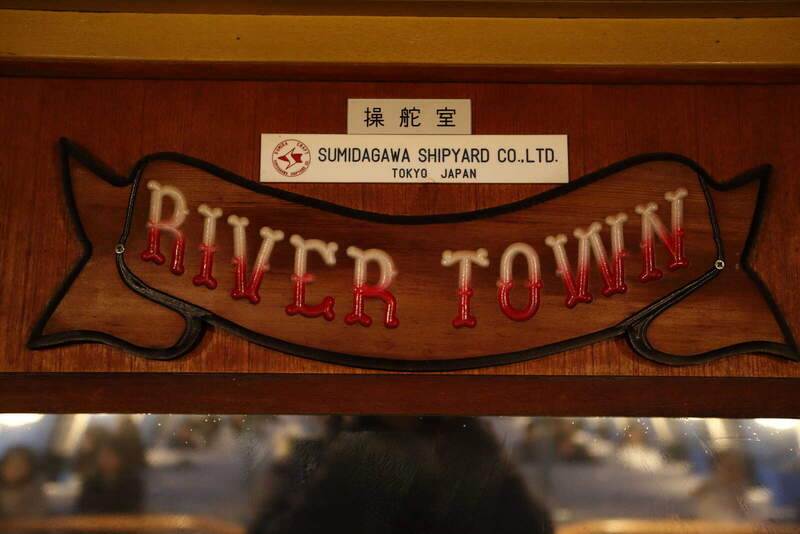 操舵室
SUMIDAGAWA SHIPYARD CO.,LTD.
TOKYO JAPAN
RIVER TOWN